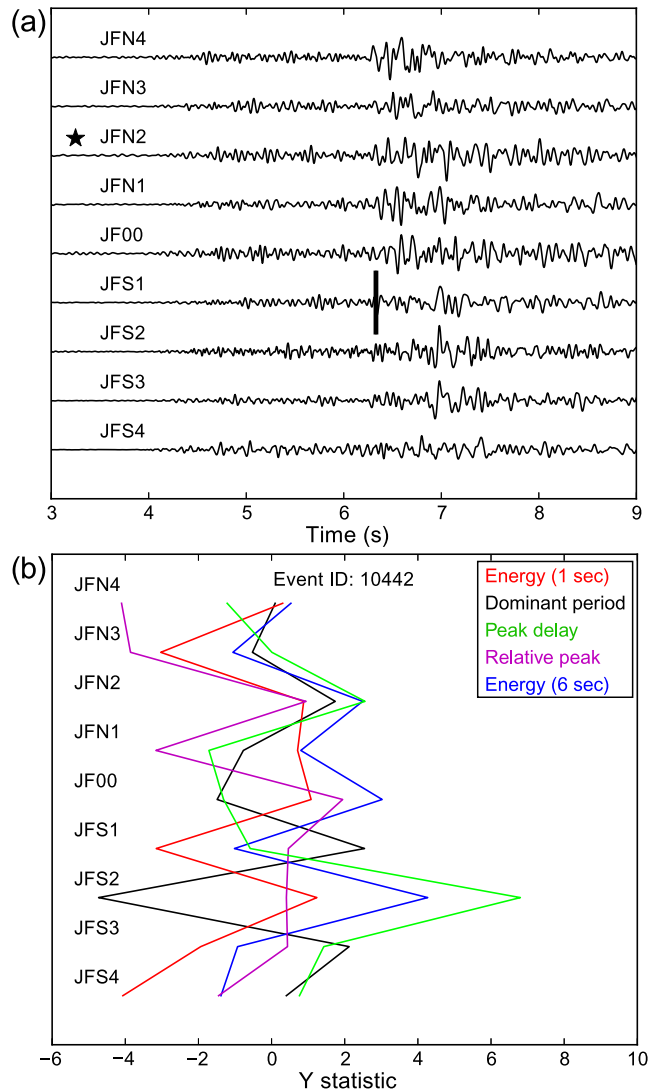 (a)
JFN4
JFN3
★ JFN2
JFN1
JF00
JFS1
JFS2
JFS3
JFS4
3 4 5 6 7 8 9
Time (s)
(b)
Event ID: 10442
Energy (1 sec)
Dominant period
Peak delay
Relative peak
Energy (6 sec)
JFN4
JFN3
JFN2
JFN1
JF00
JFS1
JFS2
JFS3
JFS4
−6 −4 −2 0 2 4 6 8 10
Y statistic